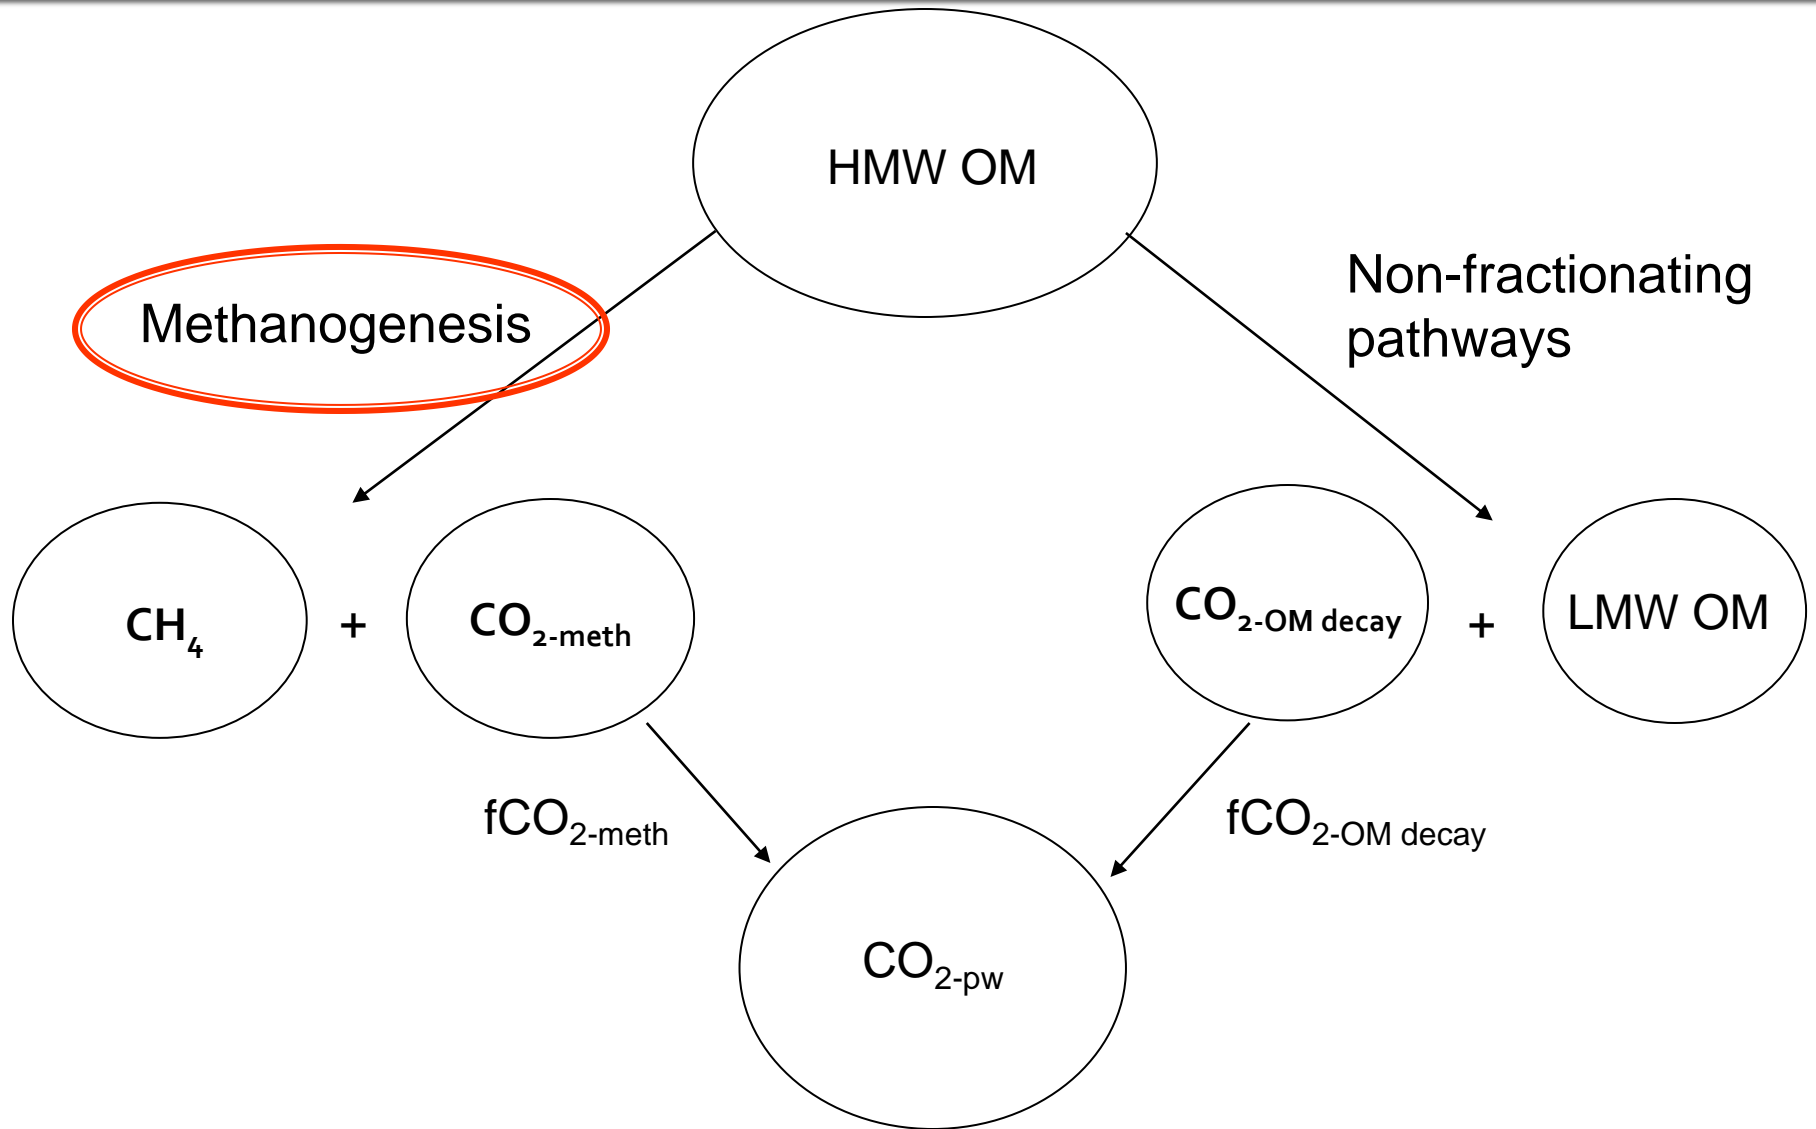 HMW OM
Non-fractionating
pathways
Methanogenesis
CH₄
+
CO₂-meth
CO₂-OM decay
+
LMW OM
fCO₂-meth
fCO₂-OM decay
CO₂-pw